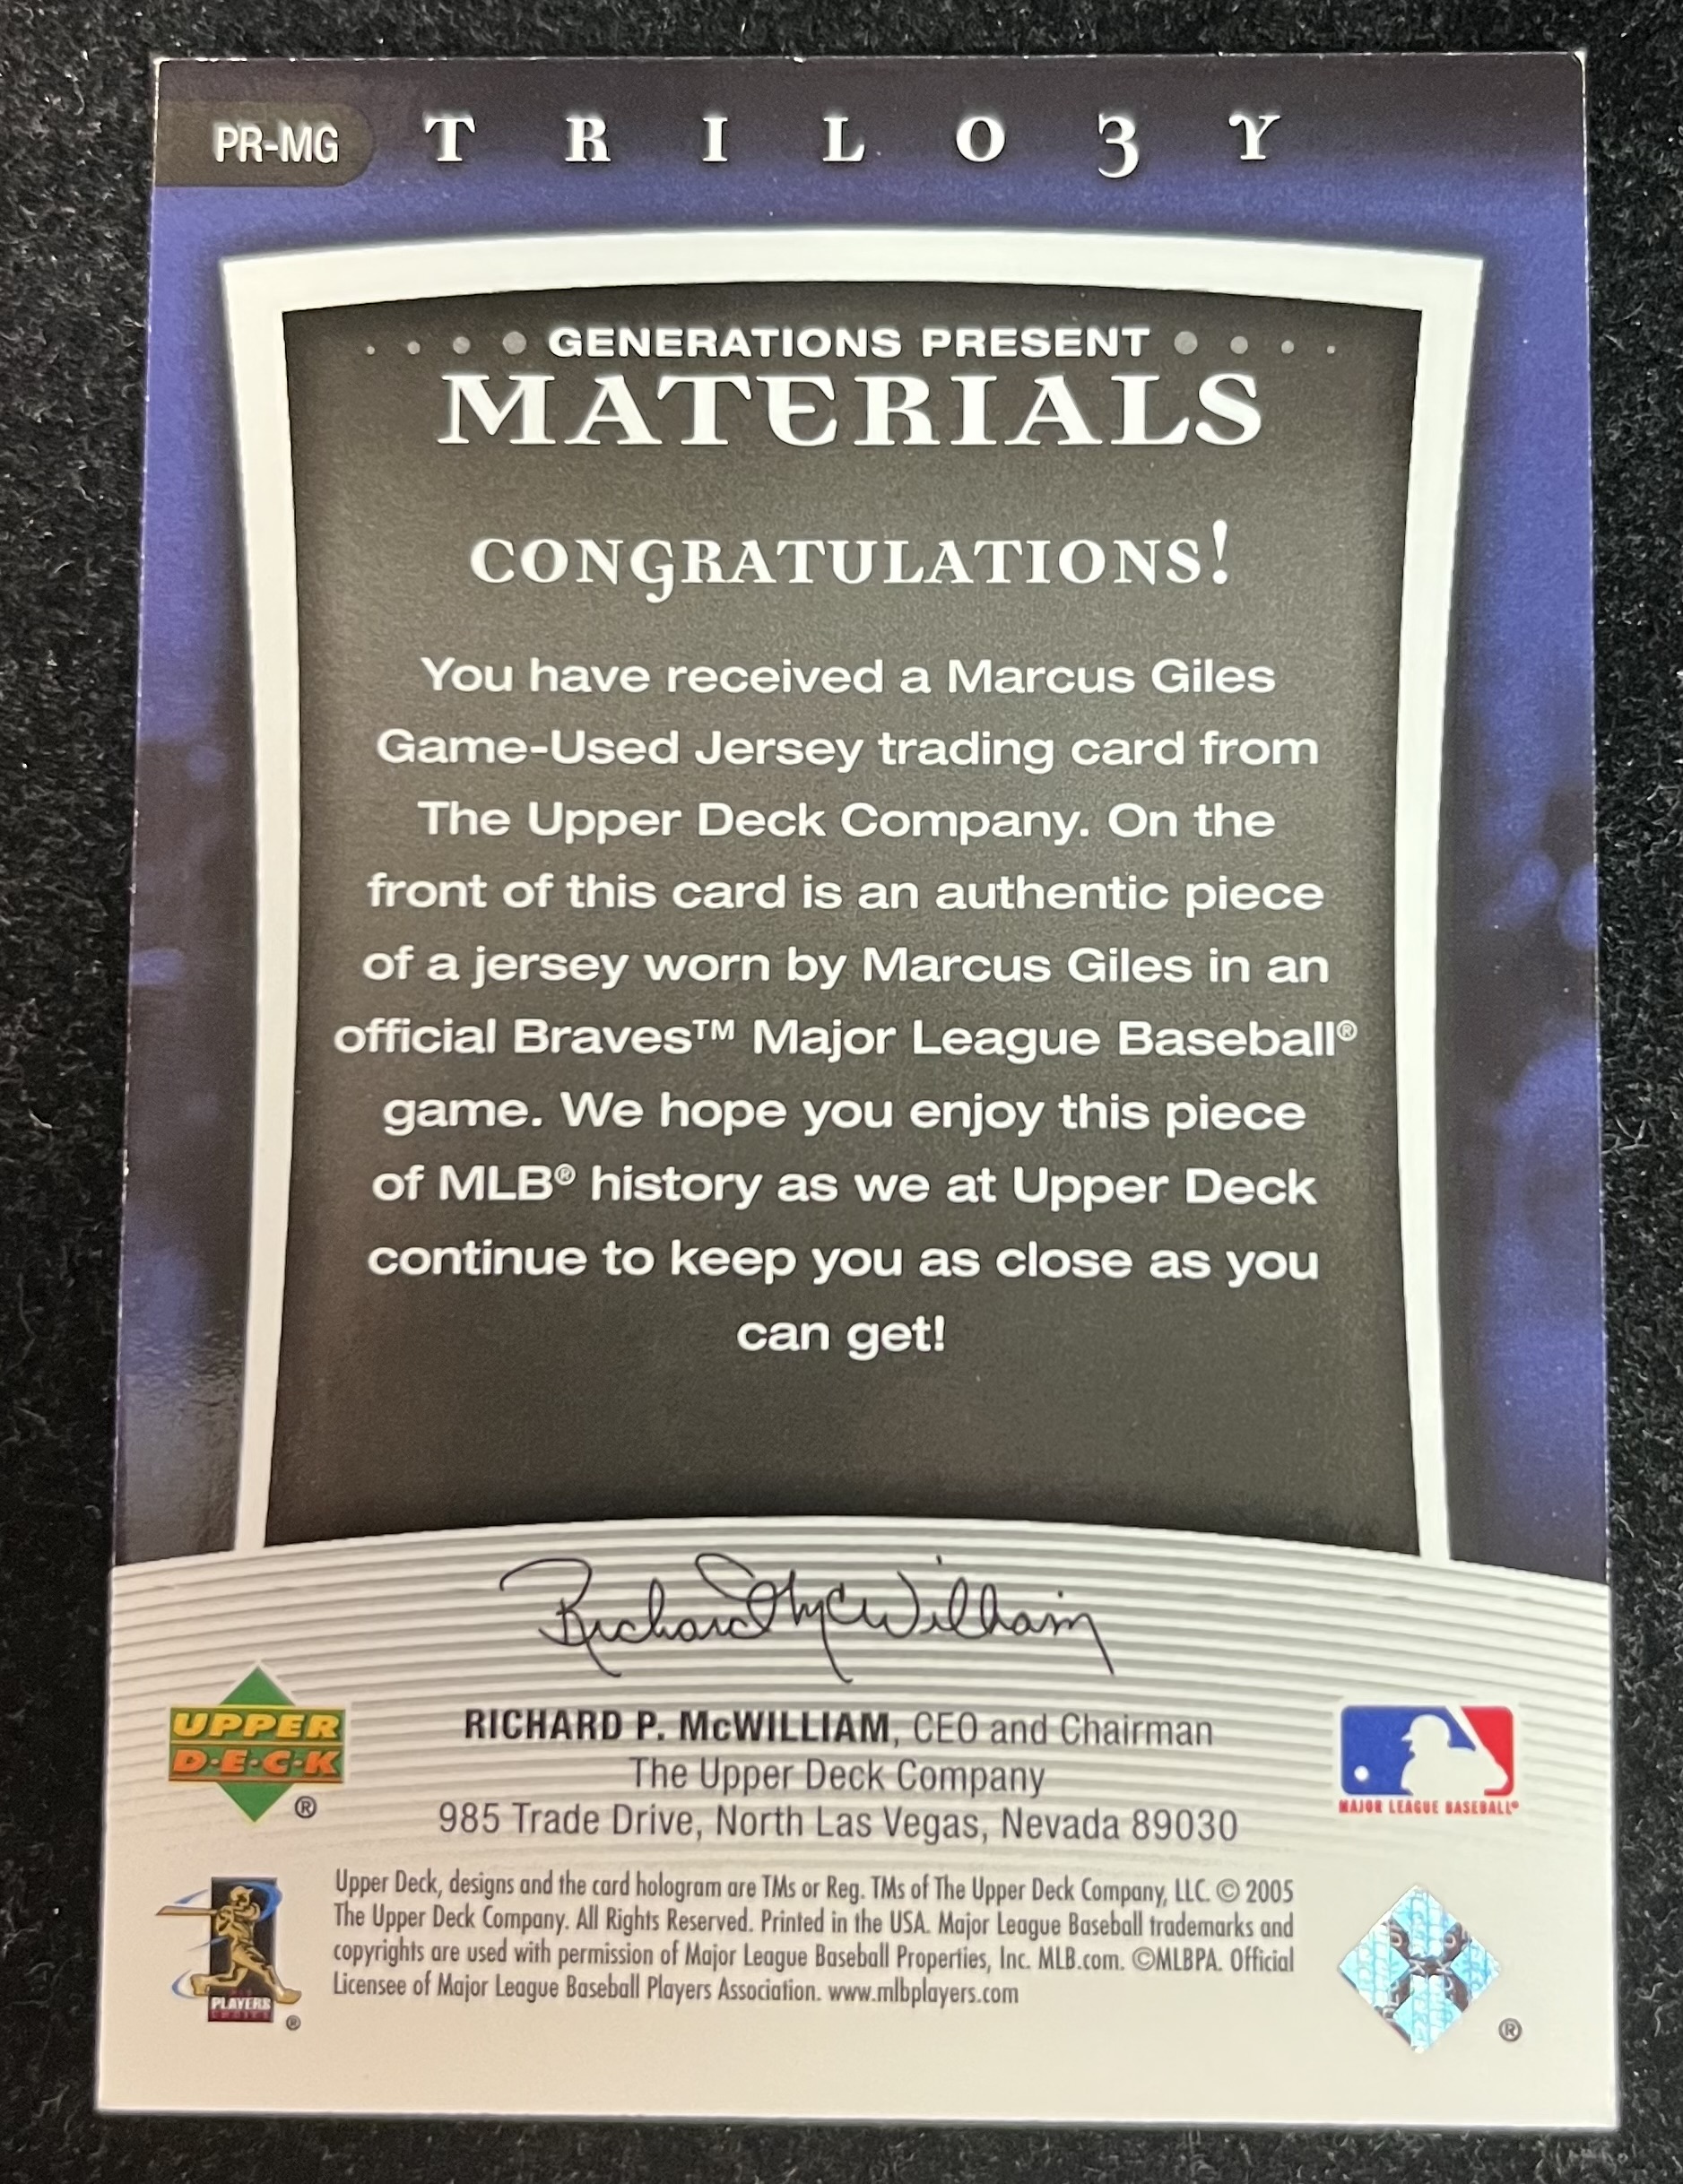 PR-MG
TRILO3Y
GENERATIONS PRESENT
MATERIALS
CONGRATULATIONS!
You have received a Marcus Giles
Game-Used Jersey trading card from
The Upper Deck Company. On the
front of this card is an authentic piece
of a jersey worn by Marcus Giles in an
official Braves™ Major League Baseball®
game. We hope you enjoy this piece
of MLB® history as we at Upper Deck
continue to keep you as close as you
can get!
Richard McWilliam
RICHARD P. McWILLIAM, CEO and Chairman
The Upper Deck Company
985 Trade Drive, North Las Vegas, Nevada 89030
UPPER
D·E·C·K
®
MAJOR LEAGUE BASEBALL®
Upper Deck, designs and the card hologram are TMs or Reg. TMs of The Upper Deck Company, LLC. © 2005
The Upper Deck Company. All Rights Reserved. Printed in the USA. Major League Baseball trademarks and
copyrights are used with permission of Major League Baseball Properties, Inc. MLB.com. ©MLBPA. Official
Licensee of Major League Baseball Players Association. www.mlbplayers.com
PLAYERS
CHOICE
®
®